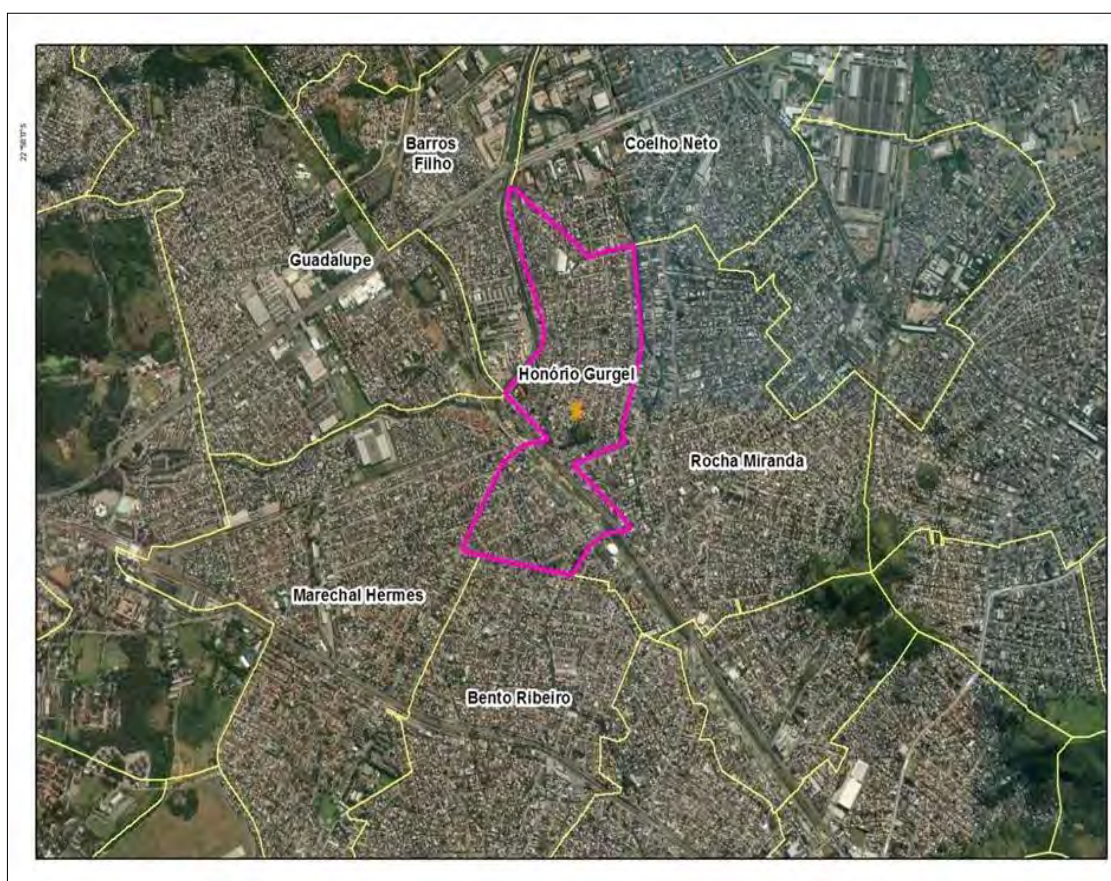 Barros
Filho
Coelho Neto
Guadalupe
Honório Gurgel
Rocha Miranda
Marechal Hermes
Bento Ribeiro